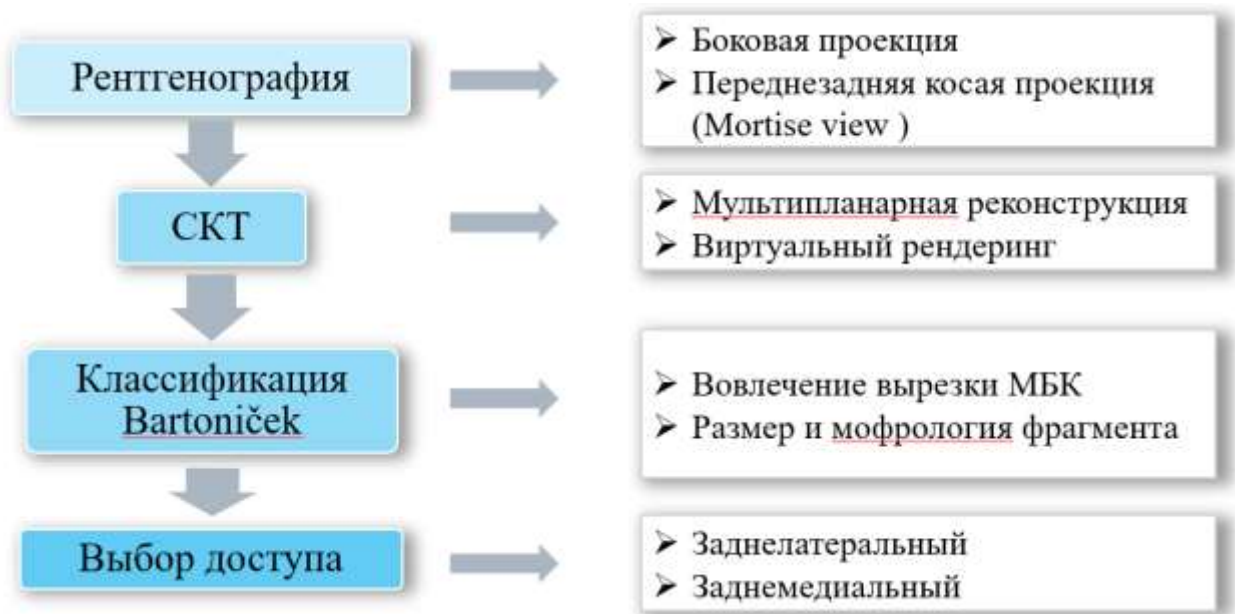 Рентгенография
➢ Боковая проекция
➢ Переднезадняя косая проекция
(Mortise view )
СКТ
➢ Мультипланарная реконструкция
➢ Виртуальный рендеринг
Классификация
Bartoniček
➢ Вовлечение вырезки МБК
➢ Размер и мофрология фрагмента
Выбор доступа
➢ Заднелатеральный
➢ Заднемедиальный